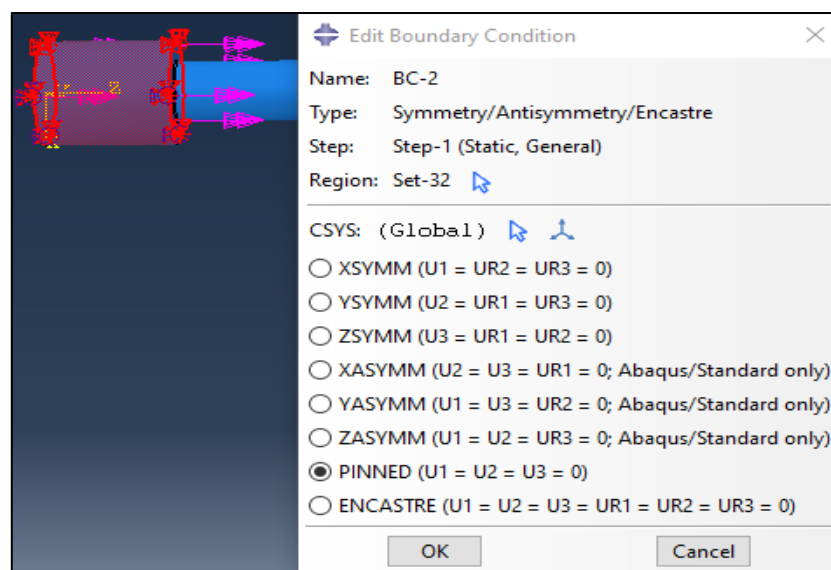 Edit Boundary Condition
Name: BC-2
Type: Symmetry/Antisymmetry/Encastre
Step: Step-1 (Static, General)
Region: Set-32
CSYS: (Global)
XSYMM (U1 = UR2 = UR3 = 0)
YSYMM (U2 = UR1 = UR3 = 0)
ZSYMM (U3 = UR1 = UR2 = 0)
XASYMM (U2 = U3 = UR1 = 0; Abaqus/Standard only)
YASYMM (U1 = U3 = UR2 = 0; Abaqus/Standard only)
ZASYMM (U1 = U2 = UR3 = 0; Abaqus/Standard only)
PINNED (U1 = U2 = U3 = 0)
ENCASTRE (U1 = U2 = U3 = UR1 = UR2 = UR3 = 0)
OK Cancel
Z